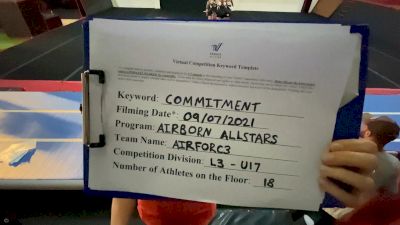 Virtual Competition Keyword Template
Keyword: COMMITMENT
Filming Date*: 09/07/2021
Program: AIRBORN ALLSTARS
Team Name: AIRFORC3
Competition Division: L3 - U17
Number of Athletes on the Floor: 18